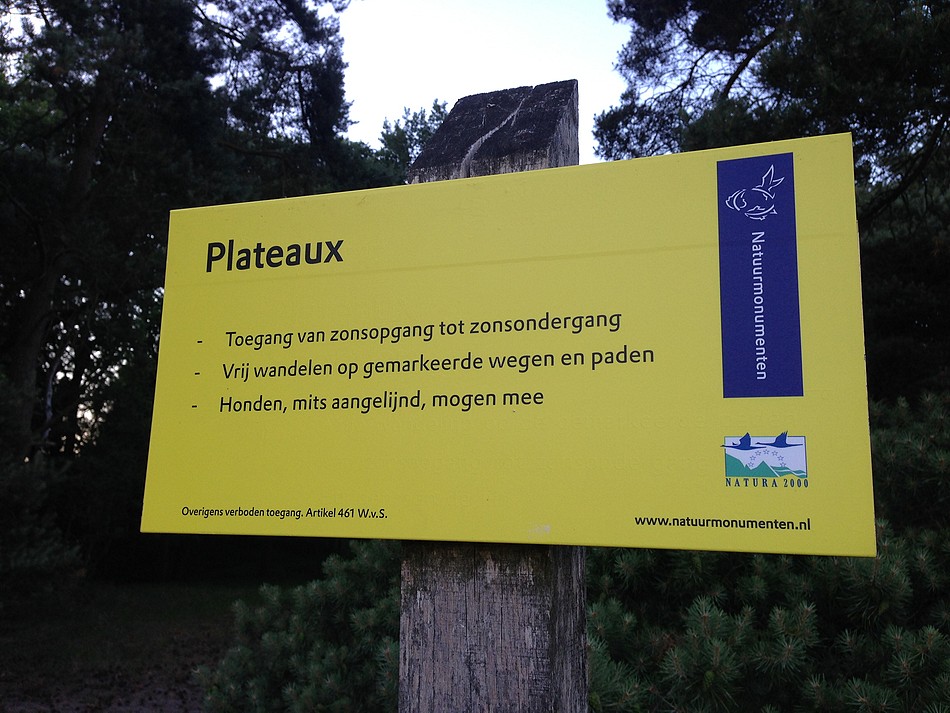 Plateaux
- Toegang van zonsopgang tot zonsondergang
- Vrij wandelen op gemarkeerde wegen en paden
- Honden, mits aangelijnd, mogen mee
Overigens verboden toegang. Artikel 461 W.v.S.
Natuurmonumenten
NATURA 2000
www.natuurmonumenten.nl